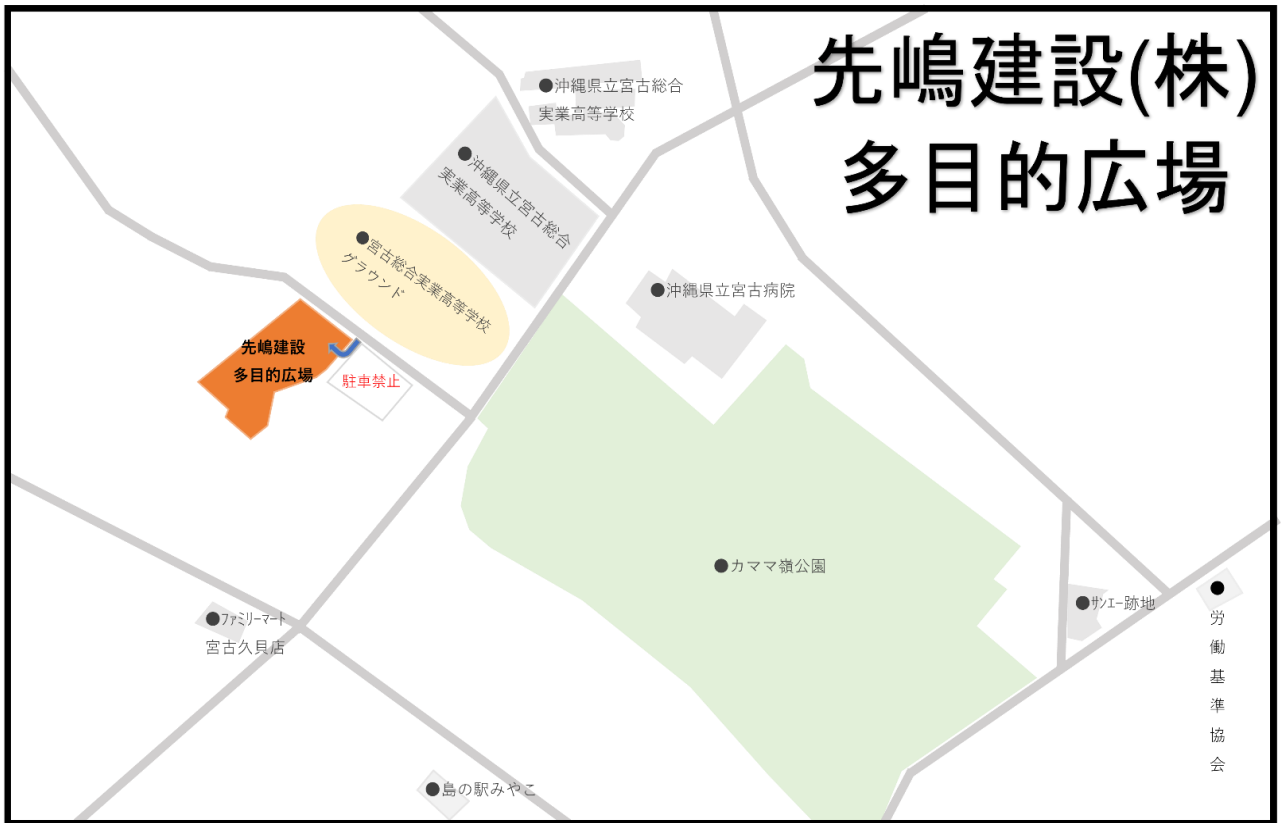 先嶋建設(株)
多目的広場
●沖縄県立宮古総合
実業高等学校
●沖縄県立宮古総合
実業高等学校
●宮古総合実業高等学校
グラウンド
●沖縄県立宮古病院
先嶋建設
多目的広場
駐車禁止
●カママ嶺公園
●サンエー跡地
●
労
働
基
準
協
会
●ファミリーマート
宮古久貝店
●島の駅みやこ